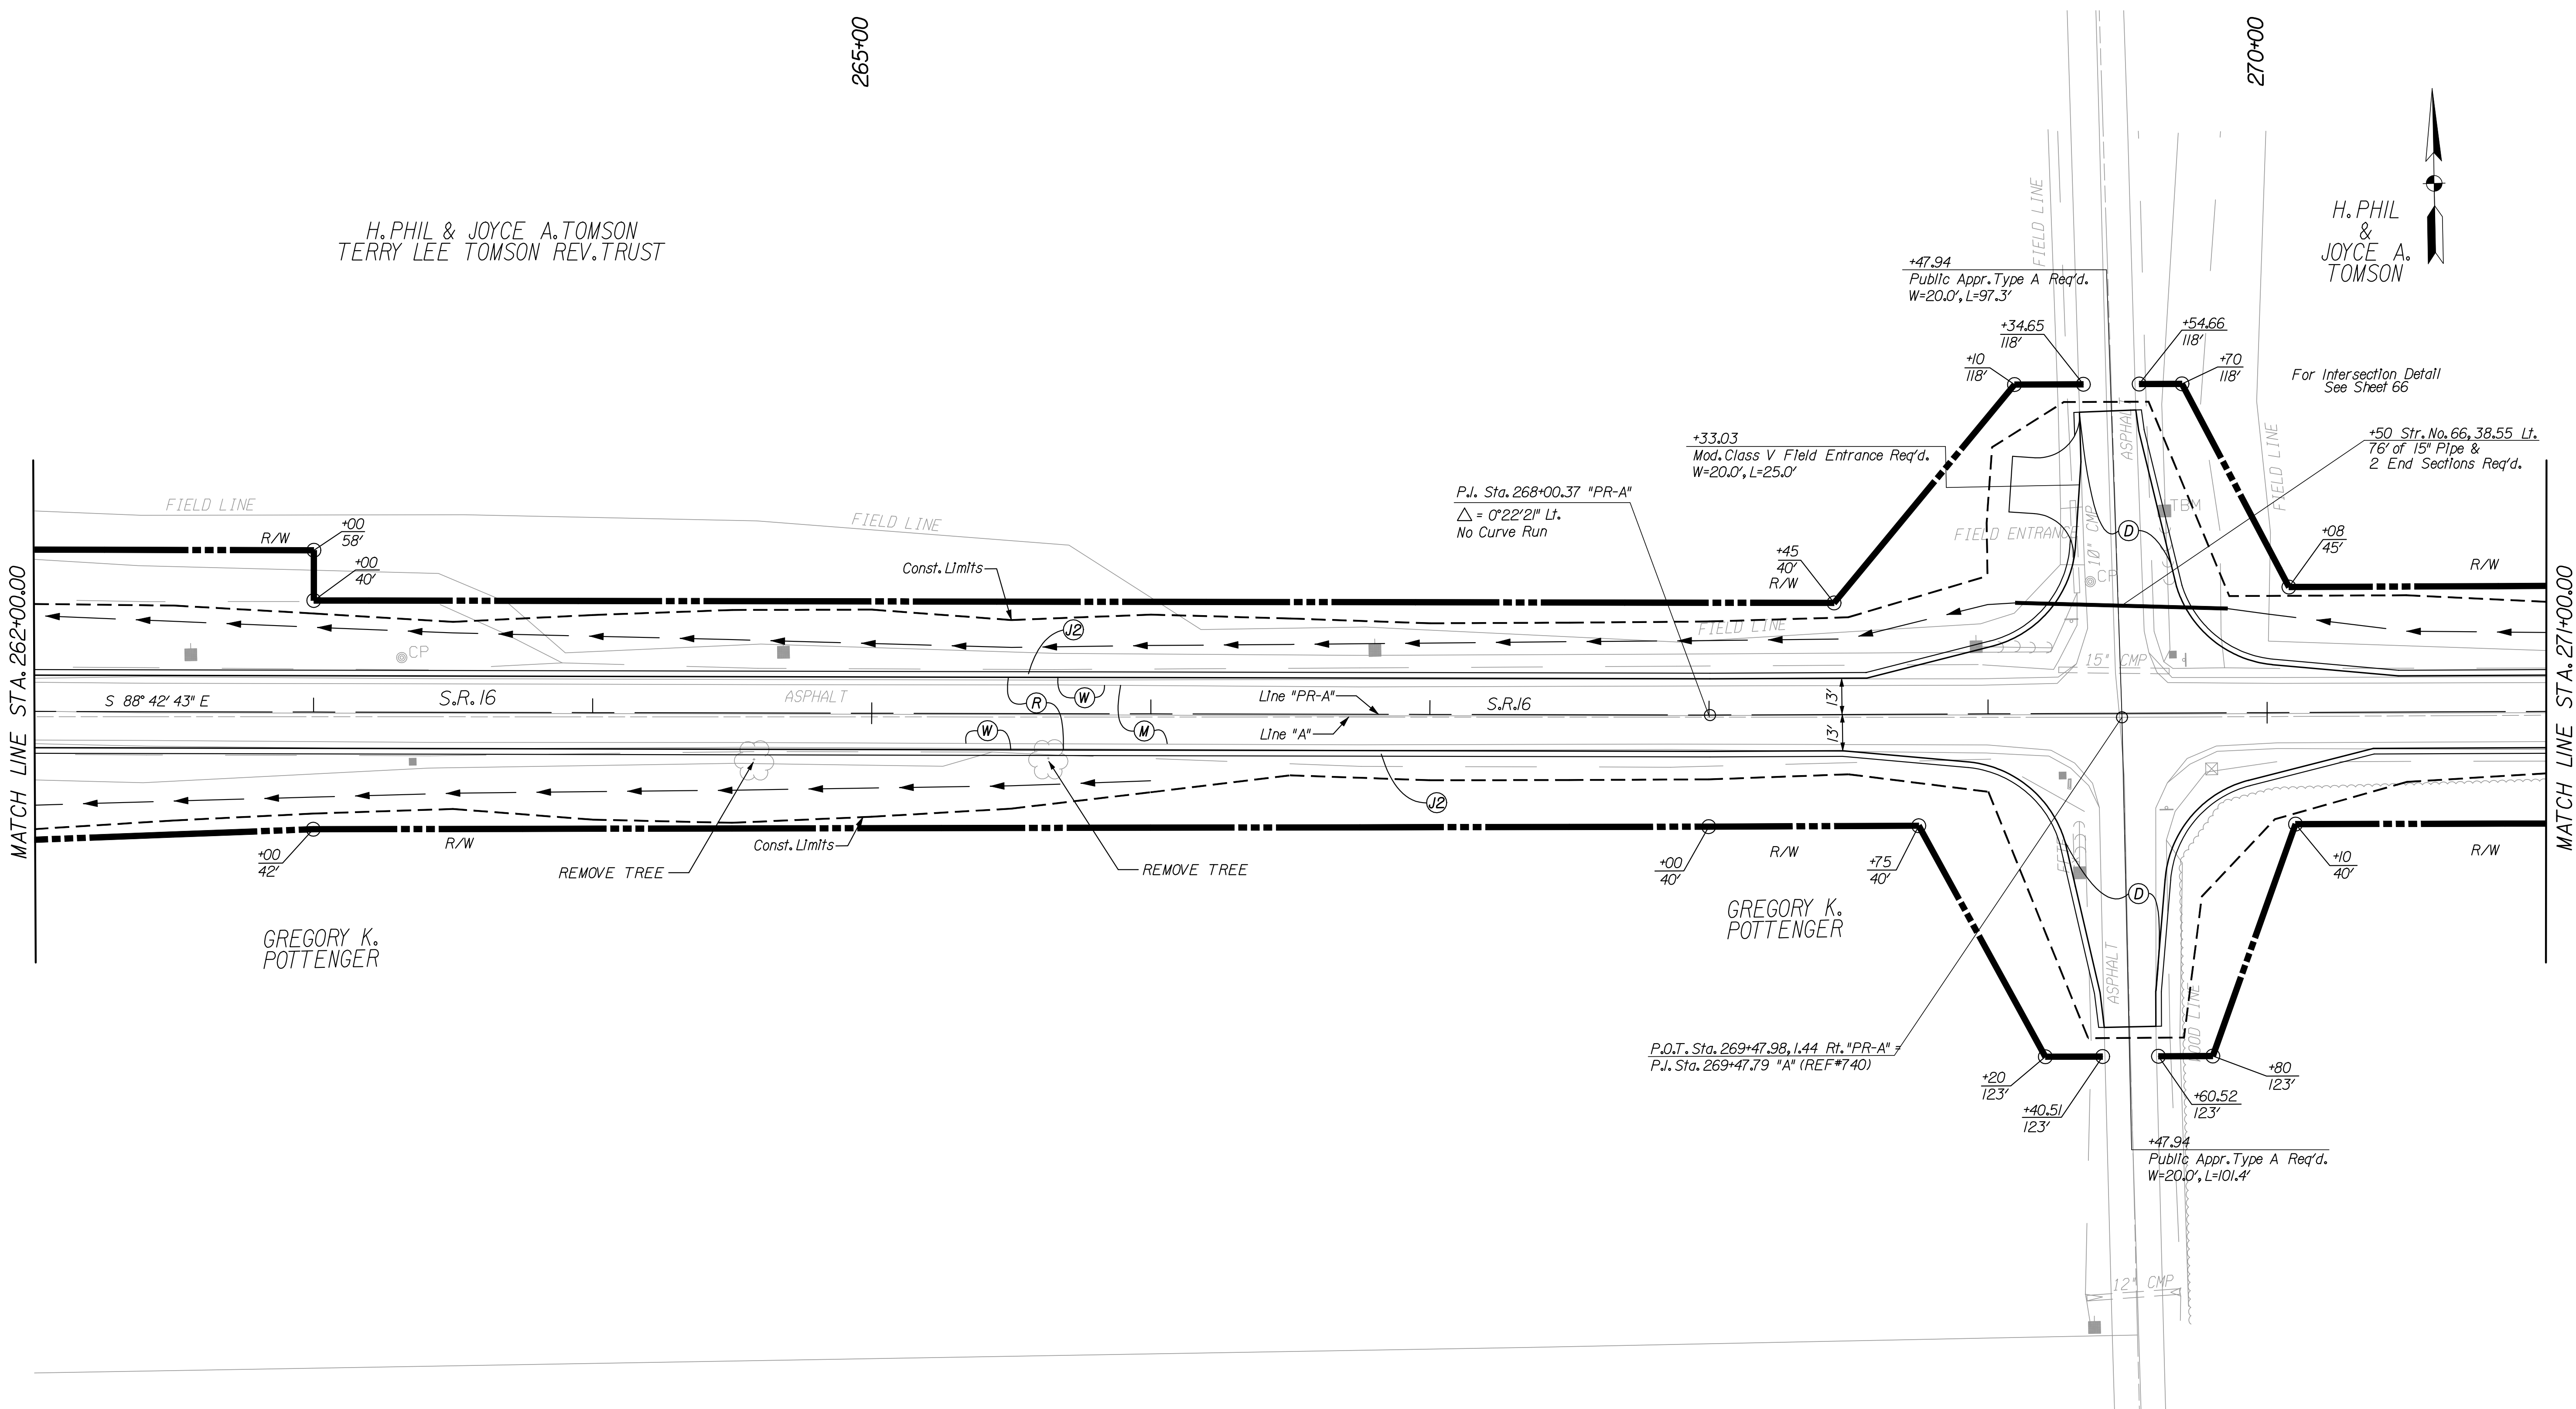 265+00
270+00
H. PHIL & JOYCE A. TOMSON
TERRY LEE TOMSON REV. TRUST
H. PHIL
&
JOYCE A.
TOMSON
FIELD LINE
+47.94
Public Appr. Type A Req'd.
W=20.0', L=97.3'
+34.65
118'
+54.66
118'
+10
118'
+70
118'
For Intersection Detail
See Sheet 66
ASPHALT
FIELD LINE
+33.03
Mod. Class V Field Entrance Req'd.
W=20.0', L=25.0'
+50 Str. No. 66, 38.55 Lt.
76' of 15" Pipe &
2 End Sections Req'd.
P.I. Sta. 268+00.37 "PR-A"
△ = 0°22'21" Lt.
No Curve Run
FIELD LINE
FIELD LINE
TBM
10" CMP
FIELD ENTRANCE
D
R/W
+00
58'
+00
40'
Const. Limits
+45
40'
R/W
+08
45'
R/W
CP
MATCH LINE STA. 262+00.00
MATCH LINE STA. 271+00.00
J2
FIELD LINE
CP
15" CMP
S 88° 42' 43" E
S.R. 16
ASPHALT
R
W
W
M
Line "PR-A"
Line "A"
S.R. 16
13'
13'
J2
+00
42'
R/W
REMOVE TREE
Const. Limits
REMOVE TREE
+00
40'
R/W
+75
40'
+10
40'
R/W
D
GREGORY K.
POTTENGER
GREGORY K.
POTTENGER
ASPHALT
WOOD LINE
P.O.T. Sta. 269+47.98, 1.44 Rt. "PR-A" =
P.I. Sta. 269+47.79 "A" (REF#740)
+20
123'
+40.51
123'
+60.52
123'
+80
123'
+47.94
Public Appr. Type A Req'd.
W=20.0', L=101.4'
12" CMP